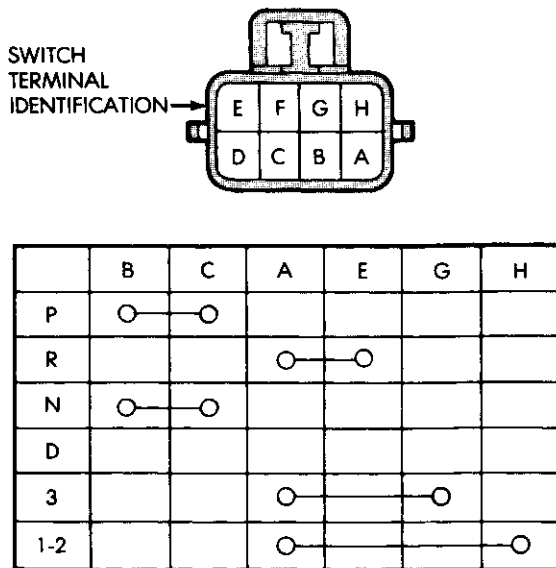 SWITCH
TERMINAL
IDENTIFICATION
E F G H
D C B A
B C A E G H
P
R
N
D
3
1-2